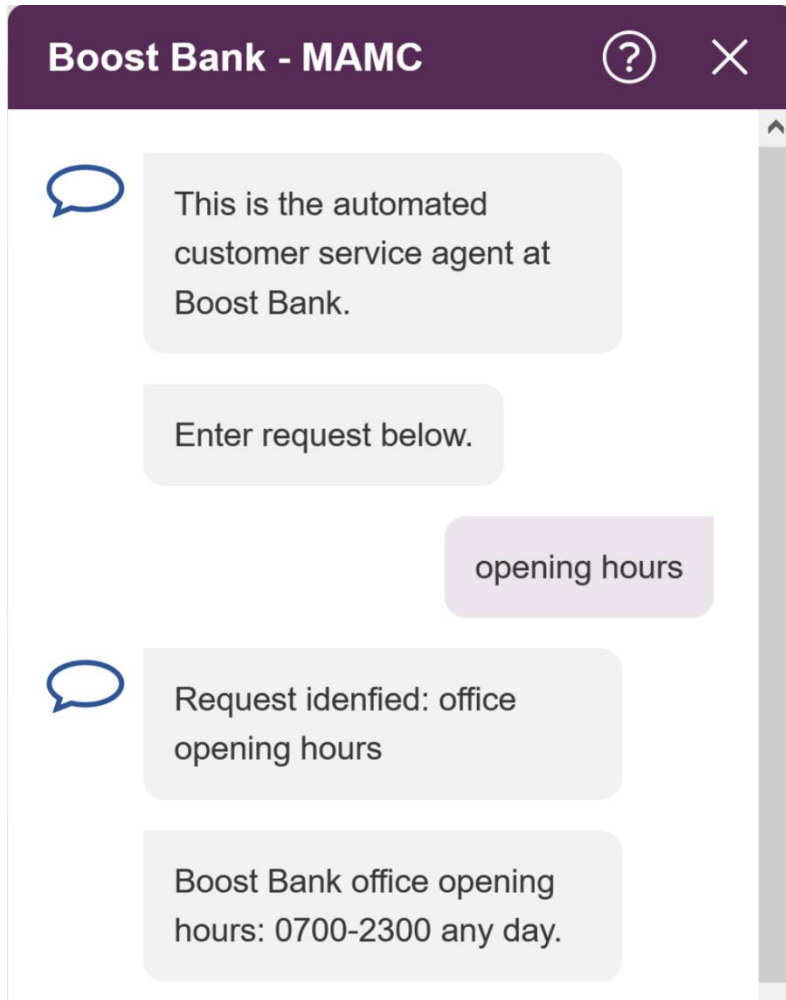 Boost Bank - MAMC
?
This is the automated
customer service agent at
Boost Bank.
Enter request below.
opening hours
Request idenfied: office
opening hours
Boost Bank office opening
hours: 0700-2300 any day.